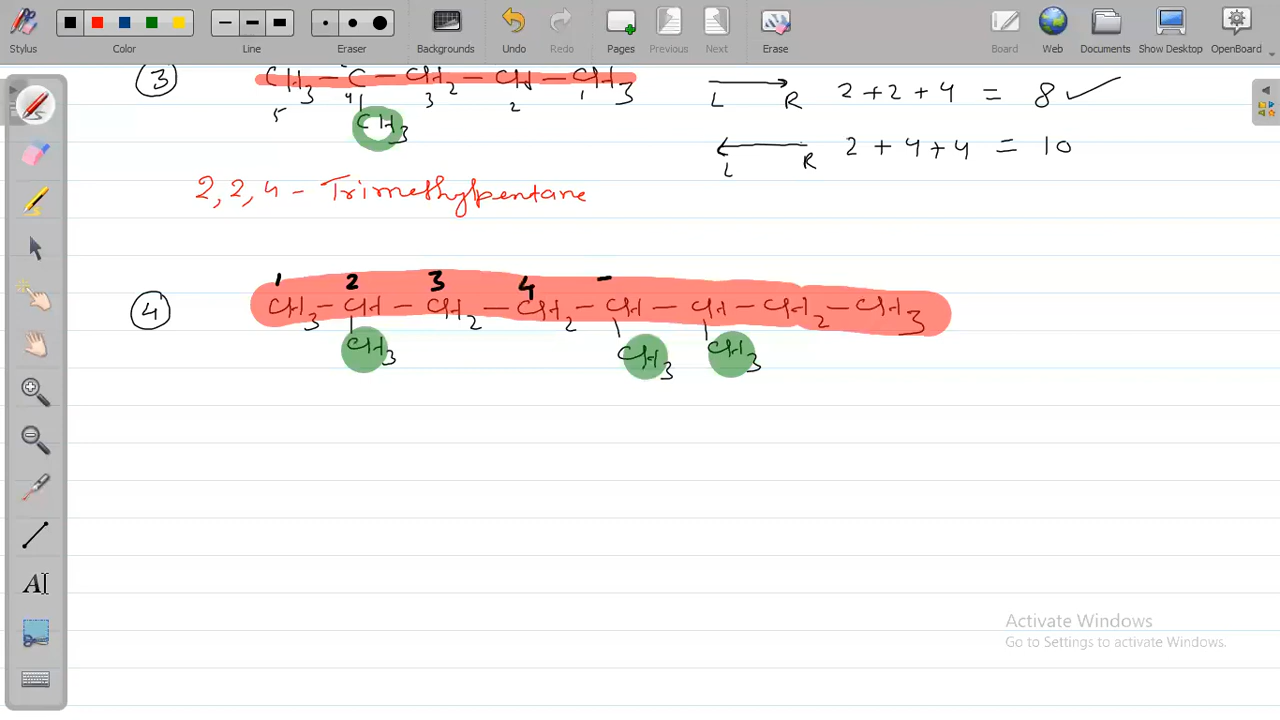 Stylus Color Line Eraser Backgrounds Undo Redo Pages Previous Next Erase Board Web Documents Show Desktop OpenBoard
③ CH3 – C – CH2 – CH – CH3
5 4 3 2 1
CH3
L → R 2 + 2 + 4 = 8 ✓
L ← R 2 + 4 + 4 = 10
2, 2, 4 - Trimethylpentane
1 2 3 4
④ CH3 – CH – CH2 – CH2 – CH – CH – CH2 – CH3
CH3 CH3 CH3
Activate Windows
Go to Settings to activate Windows.